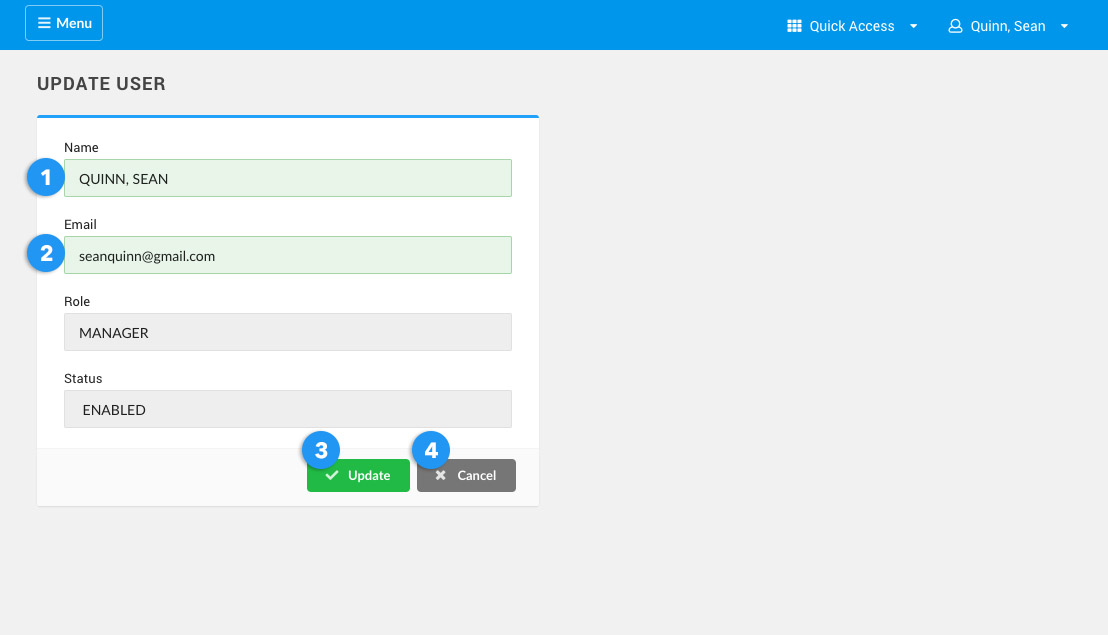 Menu
Quick Access
Quinn, Sean
UPDATE USER
Name
1
QUINN, SEAN
Email
2
seanquinn@gmail.com
Role
MANAGER
Status
ENABLED
3
4
Update
Cancel